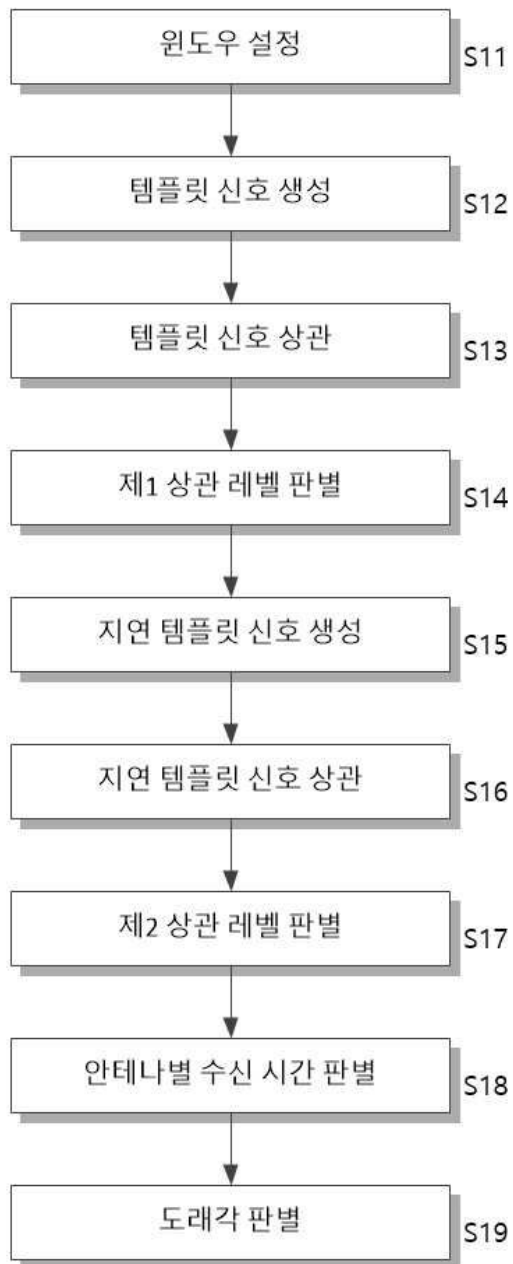 윈도우 설정
S11
템플릿 신호 생성
S12
템플릿 신호 상관
S13
제1 상관 레벨 판별
S14
지연 템플릿 신호 생성
S15
지연 템플릿 신호 상관
S16
제2 상관 레벨 판별
S17
안테나별 수신 시간 판별
S18
도래각 판별
S19